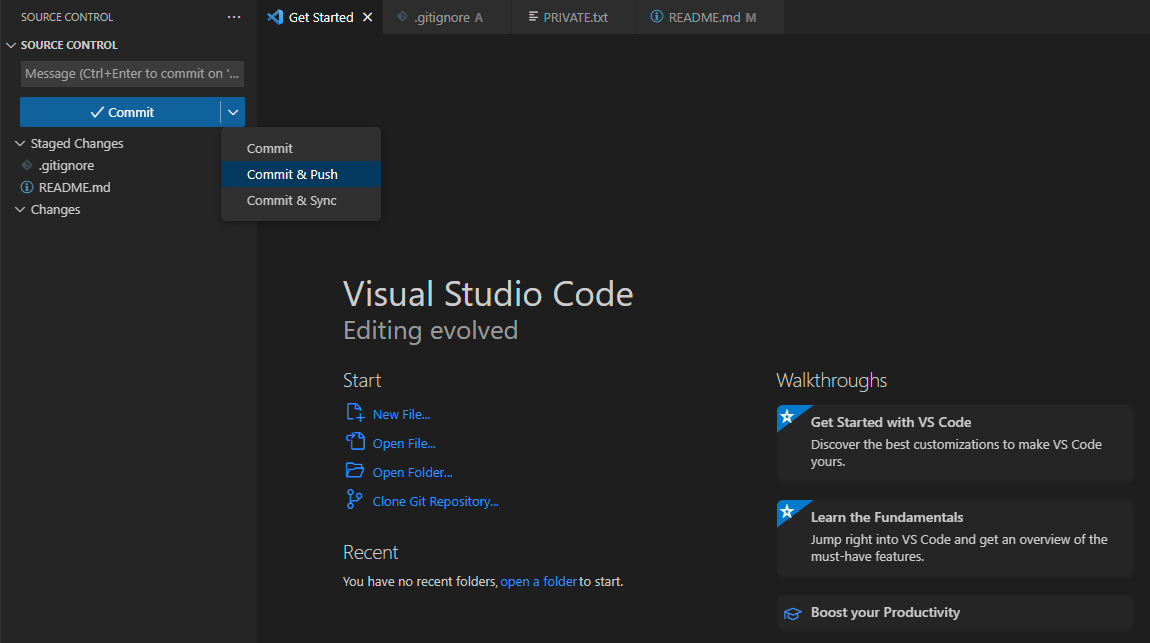 SOURCE CONTROL
Get Started
.gitignore A
PRIVATE.txt
README.md M
SOURCE CONTROL
Message (Ctrl+Enter to commit on '...
Commit
Commit
Commit & Push
Commit & Sync
Staged Changes
.gitignore
README.md
Changes
Visual Studio Code
Editing evolved
Start
New File...
Open File...
Open Folder...
Clone Git Repository...
Recent
You have no recent folders, open a folder to start.
Walkthroughs
Get Started with VS Code
Discover the best customizations to make VS Code
yours.
Learn the Fundamentals
Jump right into VS Code and get an overview of the
must-have features.
Boost your Productivity